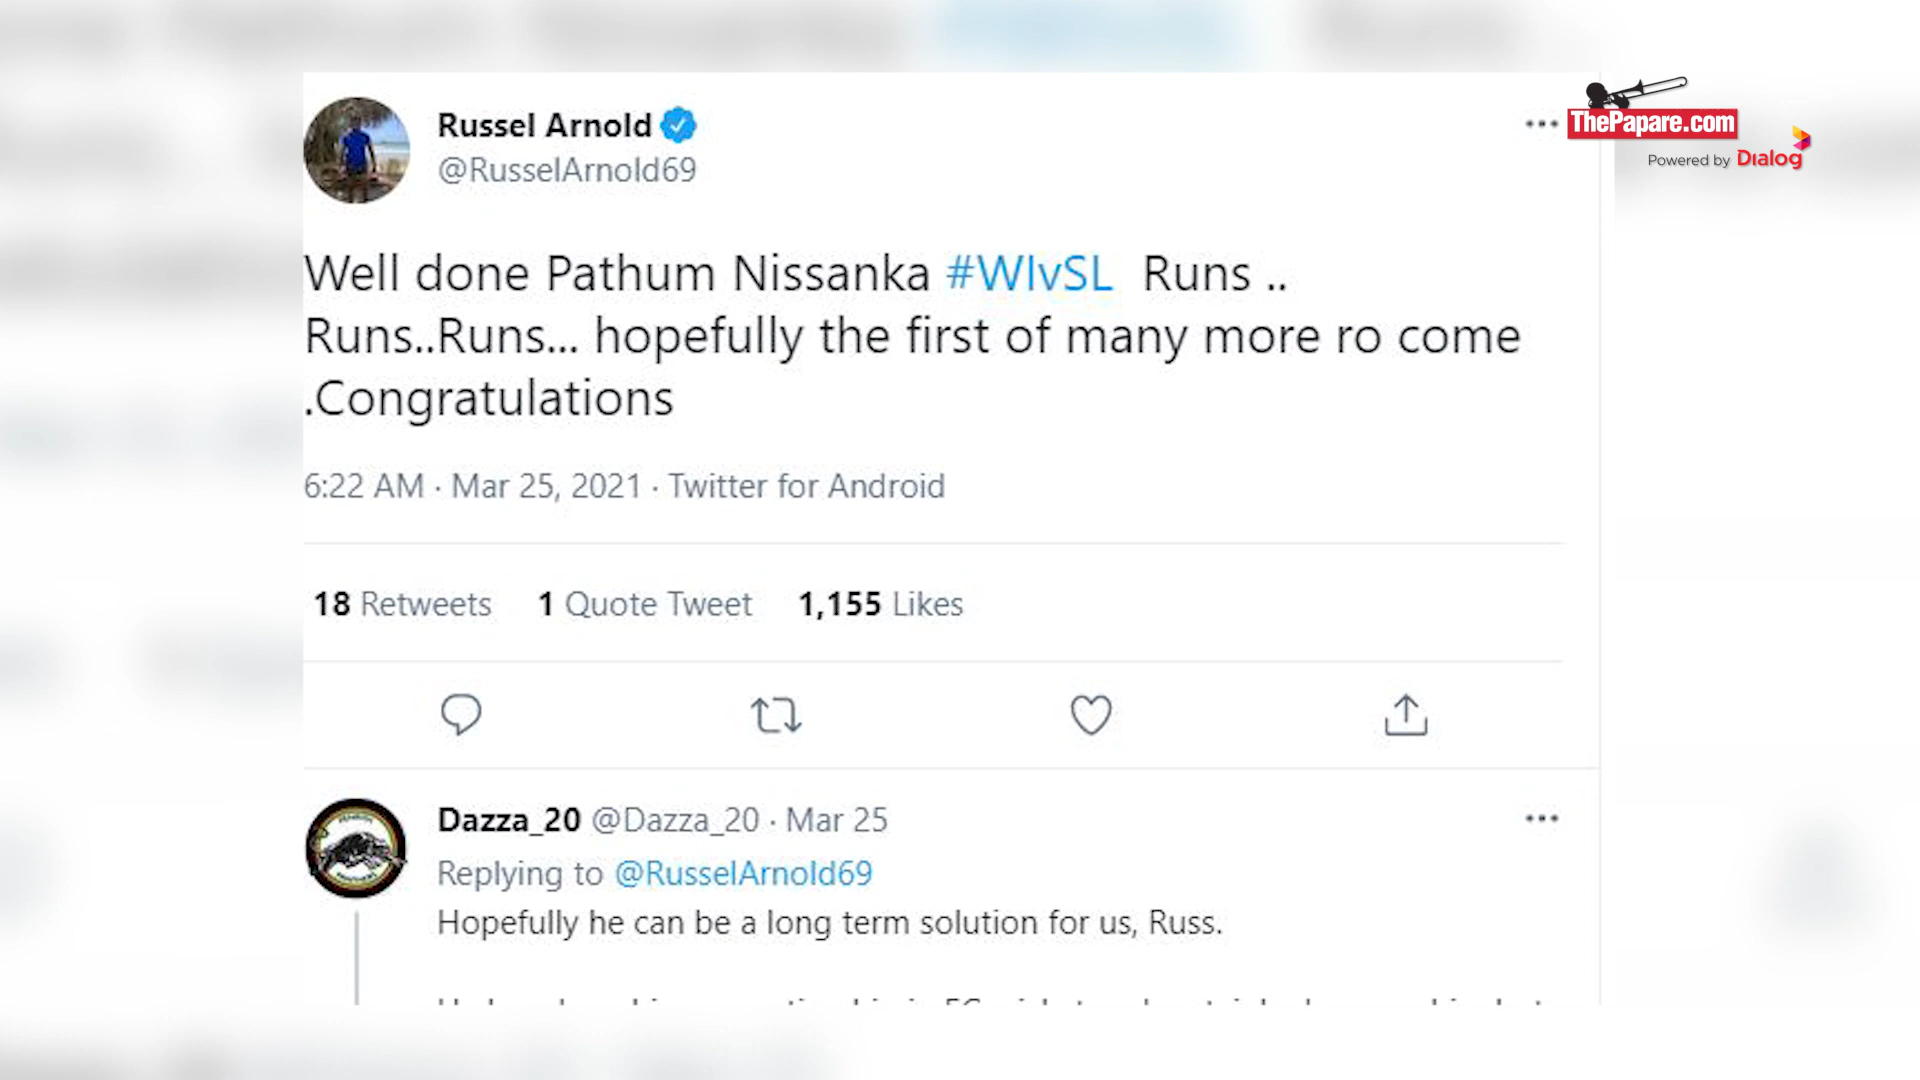 Russel Arnold
@RusselArnold69
ThePapare.com
Powered by Dialog
Well done Pathum Nissanka #WIvSL Runs ..
Runs..Runs... hopefully the first of many more ro come
.Congratulations
6:22 AM · Mar 25, 2021 · Twitter for Android
18 Retweets 1 Quote Tweet 1,155 Likes
Dazza_20 @Dazza_20 · Mar 25
Replying to @RusselArnold69
Hopefully he can be a long term solution for us, Russ.